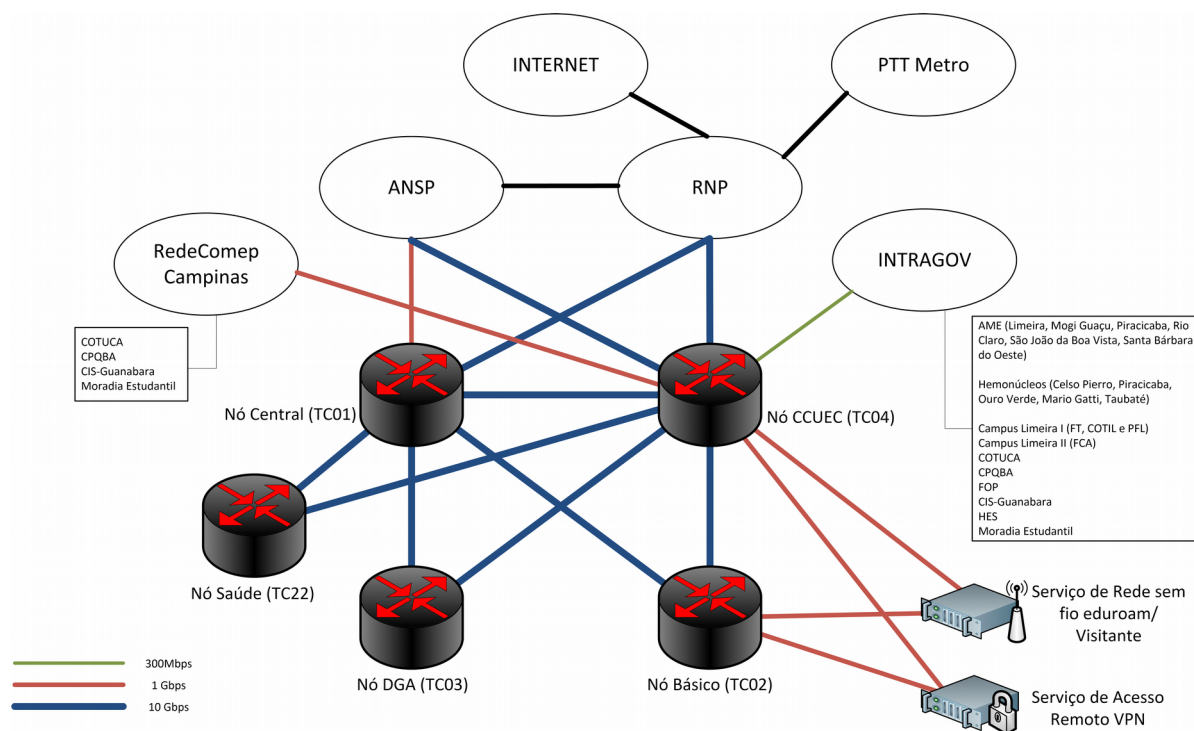 INTERNET
PTT Metro
ANSP
RNP
RedeComep
Campinas
INTRAGOV
COTUCA
CPQBA
CIS-Guanabara
Moradia Estudantil
AME (Limeira, Mogi Guaçu, Piracicaba, Rio
Claro, São João da Boa Vista, Santa Bárbara
do Oeste)
Hemonúcleos (Celso Pierro, Piracicaba,
Ouro Verde, Mario Gatti, Taubaté)
Campus Limeira I (FT, COTIL e PFL)
Campus Limeira II (FCA)
COTUCA
CPQBA
FOP
CIS-Guanabara
HES
Moradia Estudantil
Nó Central (TC01)
Nó CCUEC (TC04)
Nó Saúde (TC22)
Nó DGA (TC03)
Nó Básico (TC02)
Serviço de Rede sem
fio eduroam/
Visitante
Serviço de Acesso
Remoto VPN
300Mbps
1 Gbps
10 Gbps